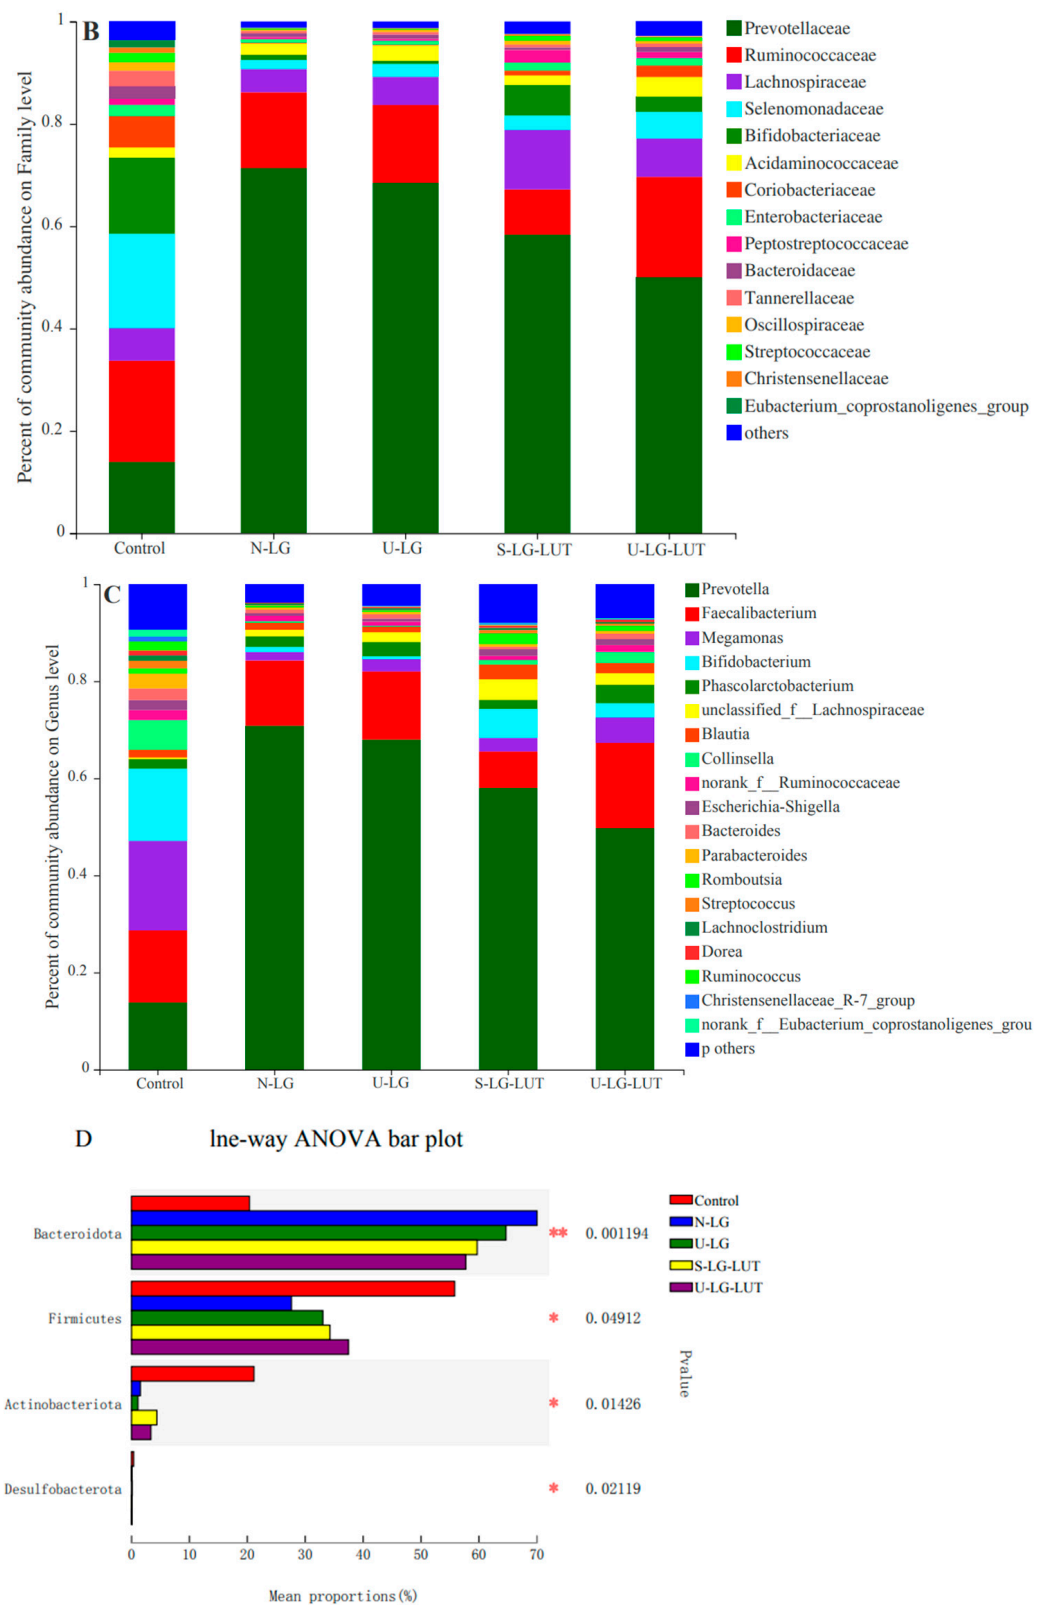 B
Percent of community abundance on Family level
1
0.8
0.6
0.4
0.2
0
Control
N-LG
U-LG
S-LG-LUT
U-LG-LUT
Prevotellaceae
Ruminococcaceae
Lachnospiraceae
Selenomonadaceae
Bifidobacteriaceae
Acidaminococcaceae
Coriobacteriaceae
Enterobacteriaceae
Peptostreptococcaceae
Bacteroidaceae
Tannerellaceae
Oscillospiraceae
Streptococcaceae
Christensenellaceae
Eubacterium_coprostanoligenes_group
others
C
Percent of community abundance on Genus level
1
0.8
0.6
0.4
0.2
0
Control
N-LG
U-LG
S-LG-LUT
U-LG-LUT
Prevotella
Faecalibacterium
Megamonas
Bifidobacterium
Phascolarctobacterium
unclassified_f__Lachnospiraceae
Blautia
Collinsella
norank_f__Ruminococcaceae
Escherichia-Shigella
Bacteroides
Parabacteroides
Romboutsia
Streptococcus
Lachnoclostridium
Dorea
Ruminococcus
Christensenellaceae_R-7_group
norank_f__Eubacterium_coprostanoligenes_grou
p others
D
lne-way ANOVA bar plot
Bacteroidota
** 0.001194
Firmicutes
* 0.04912
Actinobacteriota
* 0.01426
Desulfobacterota
* 0.02119
0 10 20 30 40 50 60 70
Mean proportions(%)
Control
N-LG
U-LG
S-LG-LUT
U-LG-LUT
Pvalue